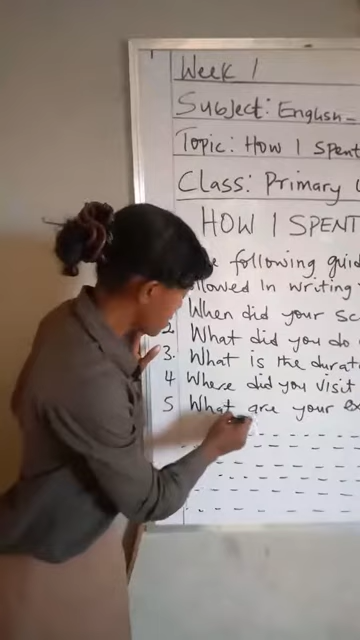 Week 1
Subject: English -
Topic: How I Spent
Class: Primary
HOW I SPENT
following guid
llowed in writing
When did your sc
2. What did you do
3. What is the durat
4 Where did you visit
5 What are your ex